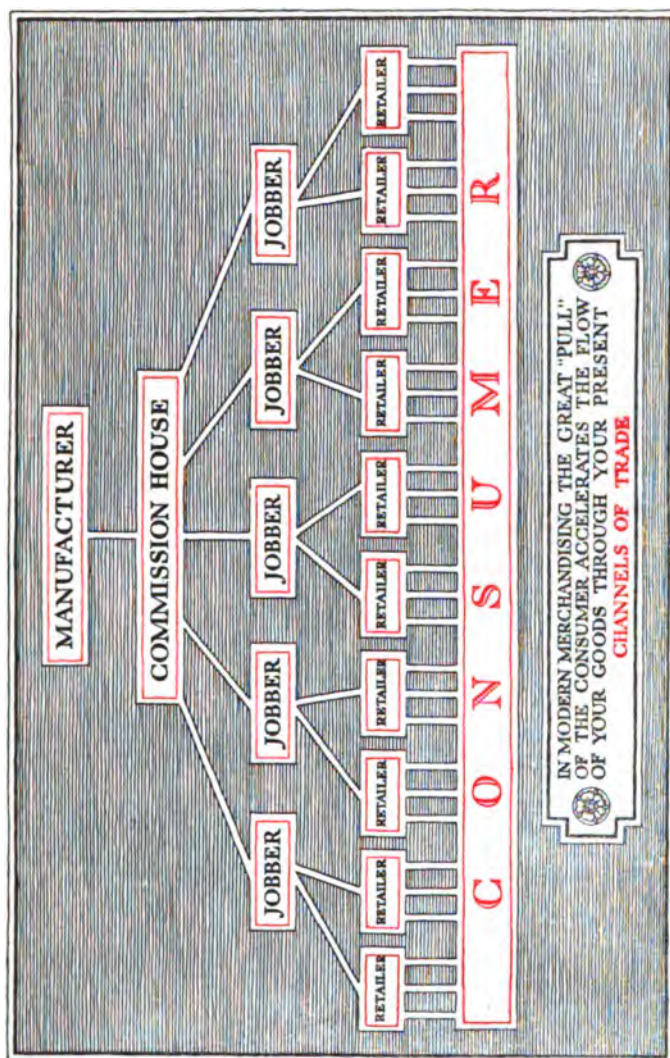 MANUFACTURER
COMMISSION HOUSE
JOBBER JOBBER JOBBER JOBBER JOBBER
RETAILER RETAILER RETAILER RETAILER RETAILER RETAILER RETAILER RETAILER RETAILER RETAILER
CONSUMER
IN MODERN MERCHANDISING THE GREAT "PULL"
OF THE CONSUMER ACCELERATES THE FLOW
OF YOUR GOODS THROUGH YOUR PRESENT
CHANNELS OF TRADE